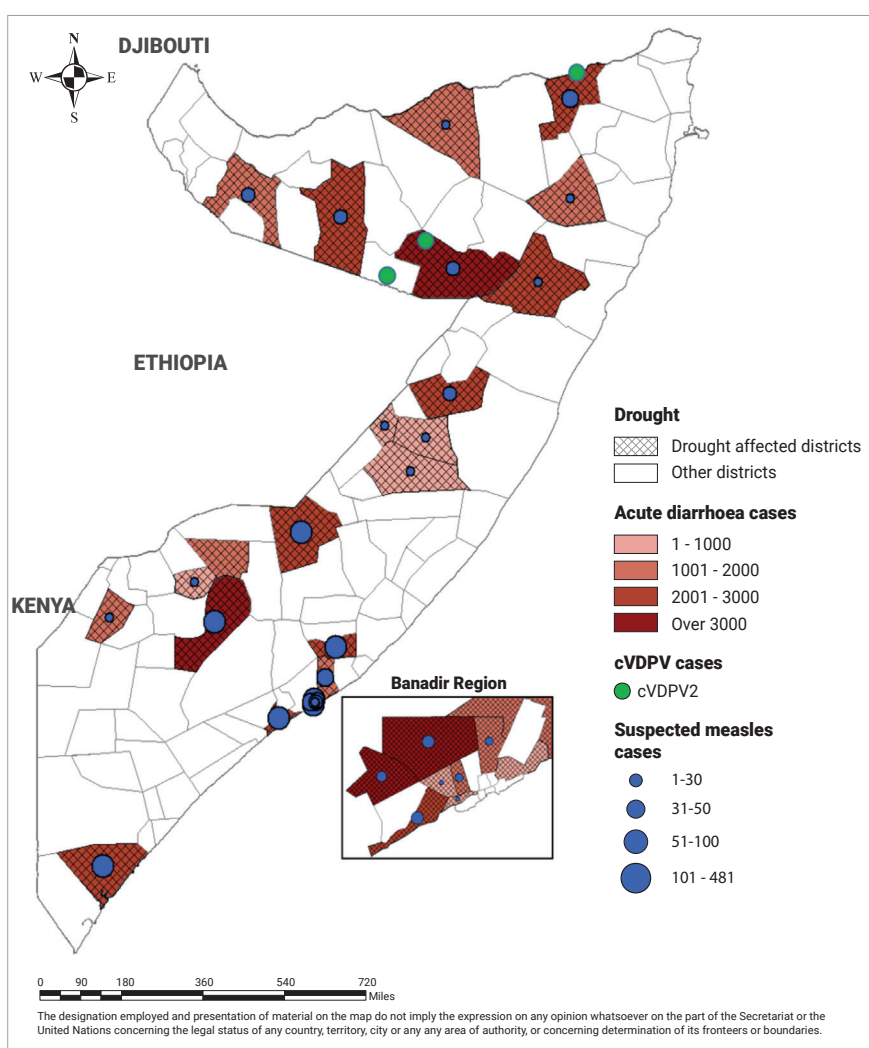 DJIBOUTI
N
W
E
S
ETHIOPIA
KENYA
Drought
Drought affected districts
Other districts
Acute diarrhoea cases
1 - 1000
1001 - 2000
2001 - 3000
Over 3000
cVDPV cases
cVDPV2
Suspected measles
cases
1-30
31-50
51-100
101 - 481
Banadir Region
0 90 180 360 540 720
Miles
The designation employed and presentation of material on the map do not imply the expression on any opinion whatsoever on the part of the Secretariat or the
United Nations concerning the legal status of any country, territory, city or any any area of authority, or concerning determination of its fronteers or boundaries.